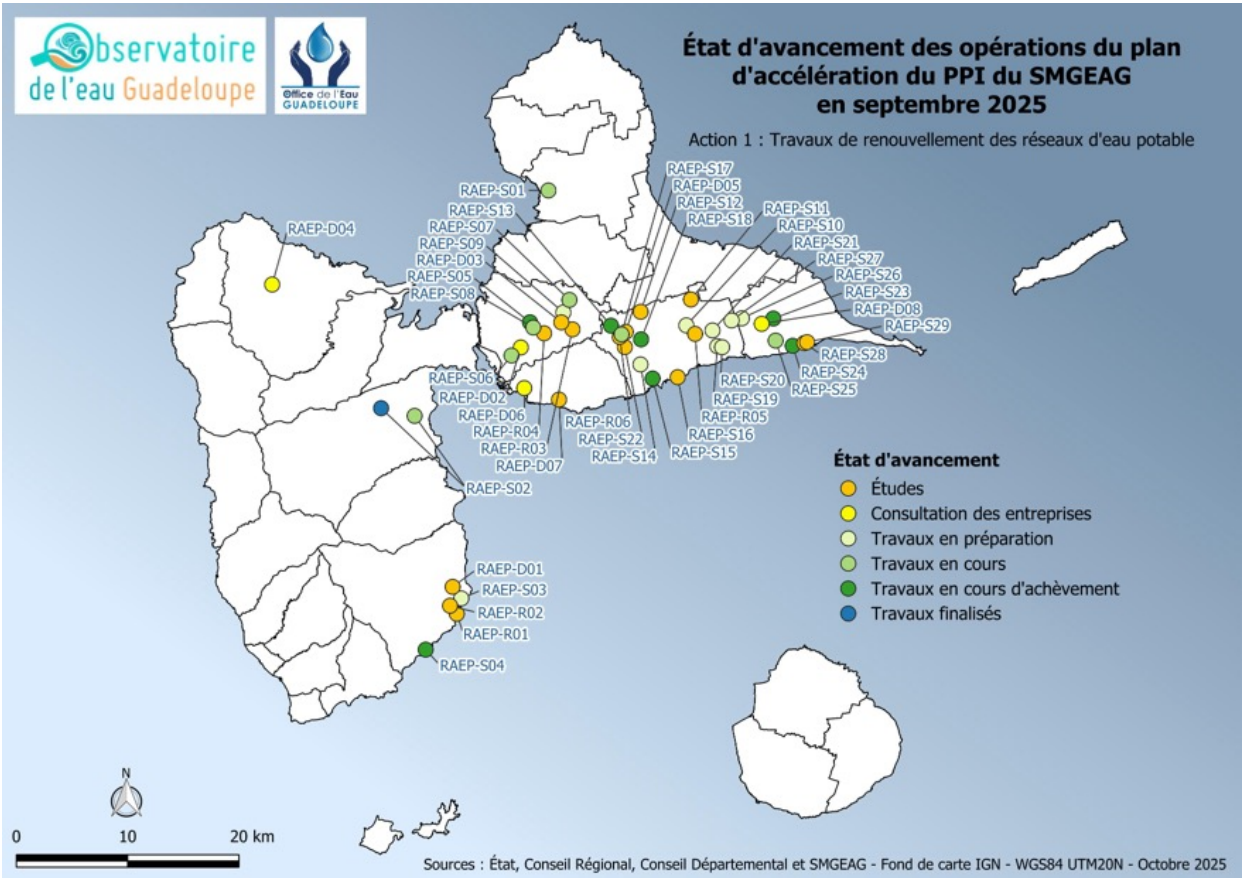 Observatoire
de l'eau Guadeloupe
Office de l'Eau
GUADELOUPE
État d'avancement des opérations du plan
d'accélération du PPI du SMGEAG
en septembre 2025
Action 1 : Travaux de renouvellement des réseaux d'eau potable
RAEP-S17
RAEP-D05
RAEP-S12
RAEP-S18
RAEP-S01
RAEP-S13
RAEP-S07
RAEP-S09
RAEP-D03
RAEP-S05
RAEP-S08
RAEP-D04
RAEP-S11
RAEP-S10
RAEP-S21
RAEP-S27
RAEP-S26
RAEP-S23
RAEP-D08
RAEP-S29
RAEP-S28
RAEP-S24
RAEP-S25
RAEP-S06
RAEP-D02
RAEP-D06
RAEP-R04
RAEP-R03
RAEP-D07
RAEP-R06
RAEP-S22
RAEP-S14
RAEP-S20
RAEP-S19
RAEP-R05
RAEP-S16
RAEP-S15
RAEP-S02
État d'avancement
Études
Consultation des entreprises
Travaux en préparation
Travaux en cours
Travaux en cours d'achèvement
Travaux finalisés
RAEP-D01
RAEP-S03
RAEP-R02
RAEP-R01
RAEP-S04
N
0 10 20 km
Sources : État, Conseil Régional, Conseil Départemental et SMGEAG - Fond de carte IGN - WGS84 UTM20N - Octobre 2025